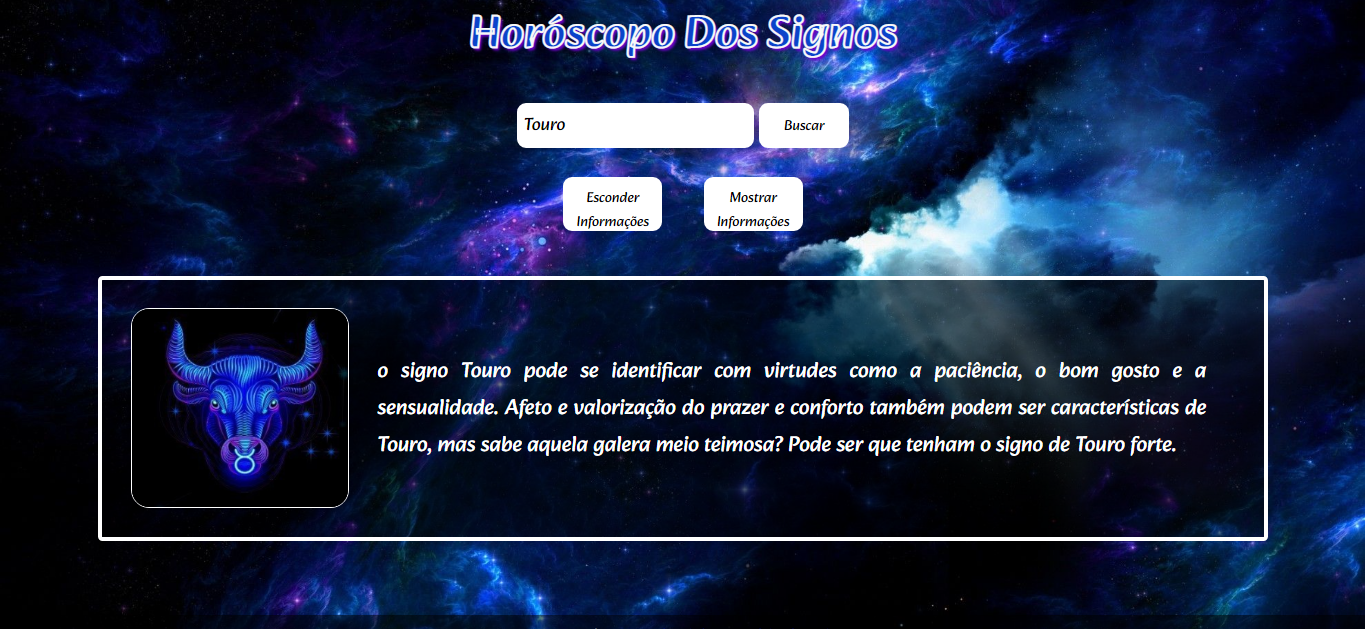 Horóscopo Dos Signos
Touro
Buscar
Esconder
Informações
Mostrar
Informações
o signo Touro pode se identificar com virtudes como a paciência, o bom gosto e a
sensualidade. Afeto e valorização do prazer e conforto também podem ser características de
Touro, mas sabe aquela galera meio teimosa? Pode ser que tenham o signo de Touro forte.